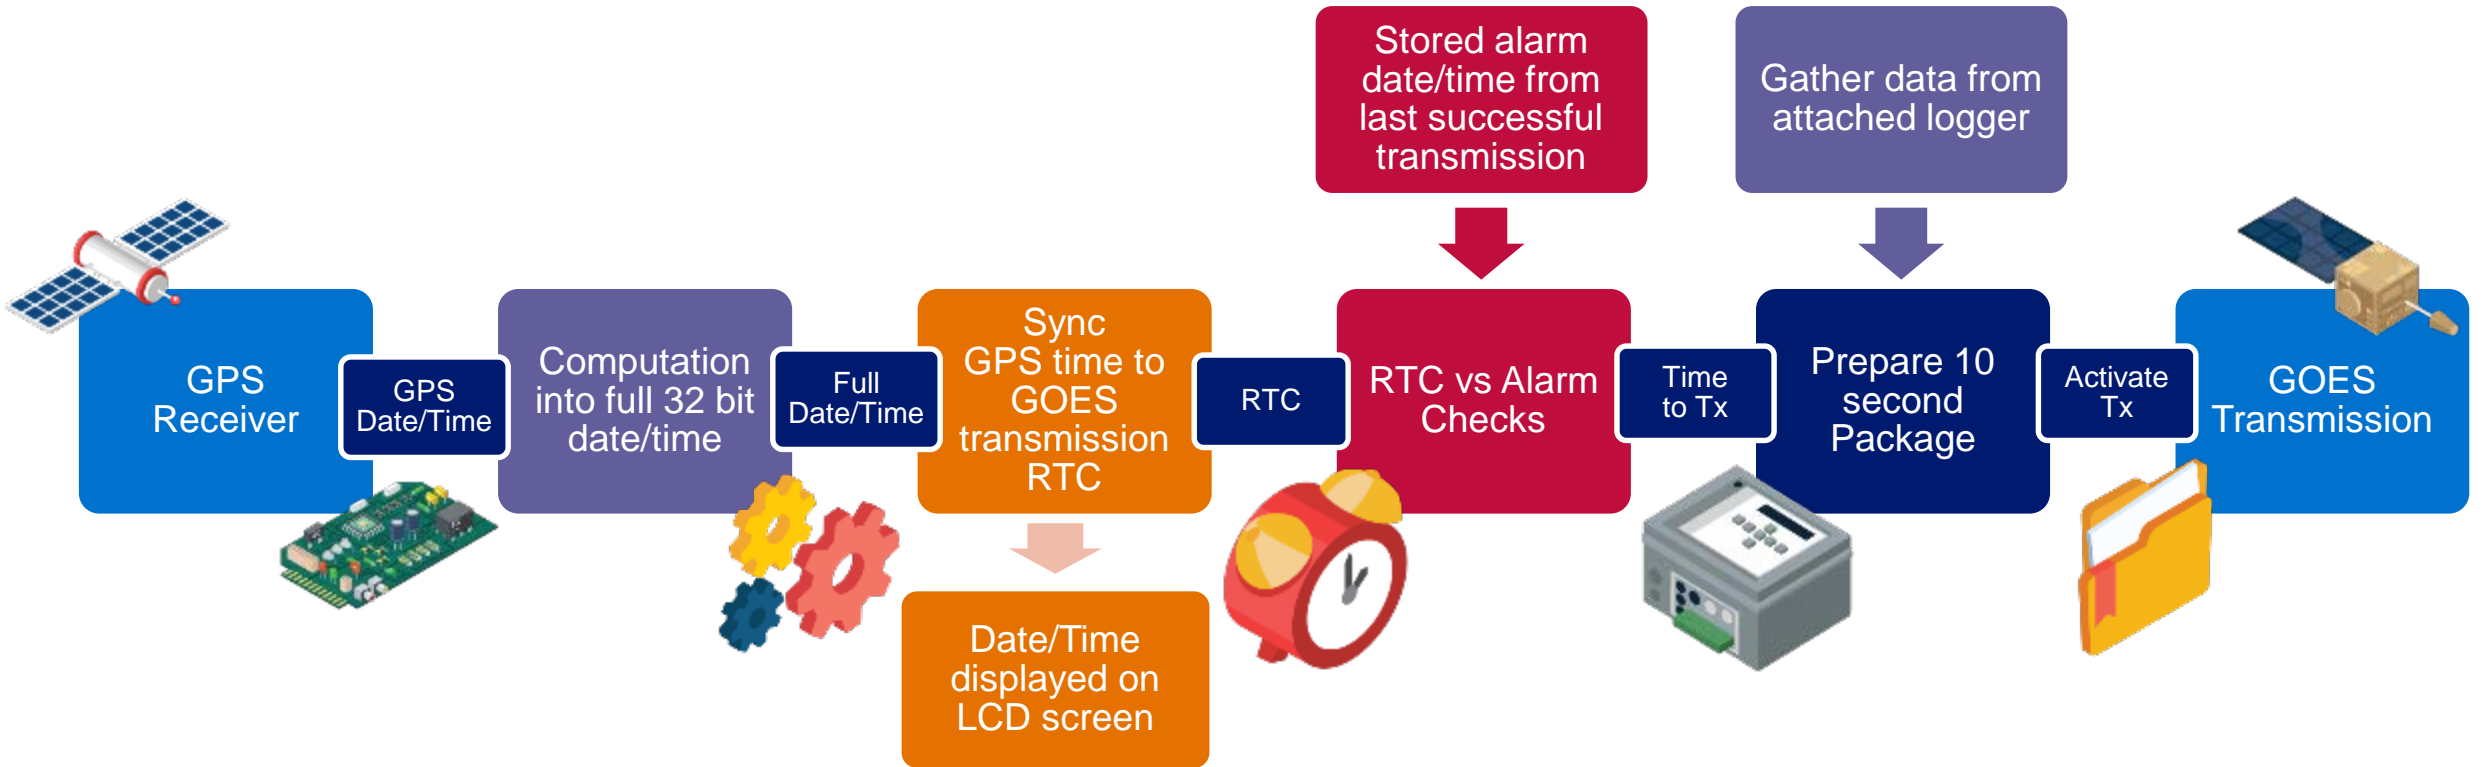 Stored alarm
date/time from
last successful
transmission
Gather data from
attached logger
GPS
Receiver
GPS
Date/Time
Computation
into full 32 bit
date/time
Full
Date/Time
Sync
GPS time to
GOES
transmission
RTC
RTC
RTC vs Alarm
Checks
Time
to Tx
Prepare 10
second
Package
Activate
Tx
GOES
Transmission
Date/Time
displayed on
LCD screen